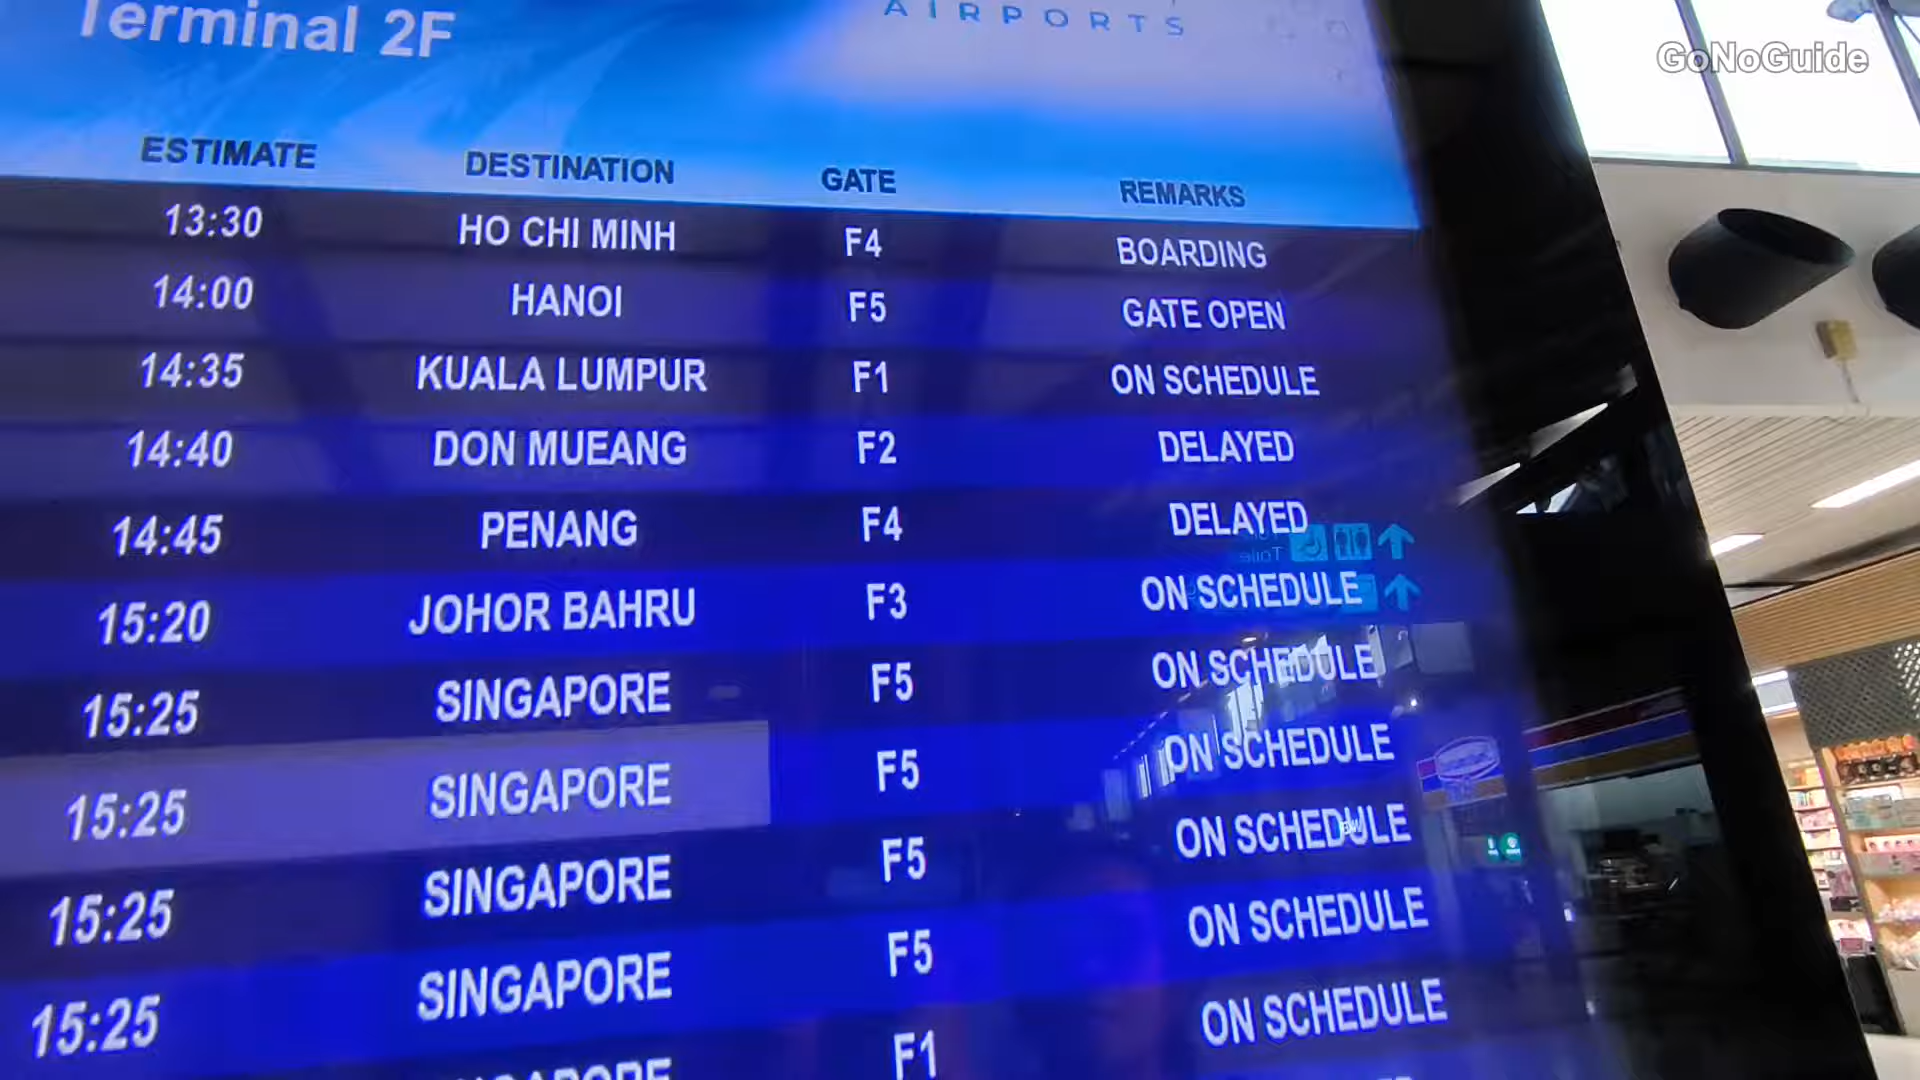 GoNoGuide
Terminal 2F
AIRPORTS
ESTIMATE DESTINATION GATE REMARKS
13:30 HO CHI MINH F4 BOARDING
14:00 HANOI F5 GATE OPEN
14:35 KUALA LUMPUR F1 ON SCHEDULE
14:40 DON MUEANG F2 DELAYED
14:45 PENANG F4 DELAYED
15:20 JOHOR BAHRU F3 ON SCHEDULE
15:25 SINGAPORE F5 ON SCHEDULE
15:25 SINGAPORE F5 ON SCHEDULE
15:25 SINGAPORE F5 ON SCHEDULE
15:25 SINGAPORE F5 ON SCHEDULE
SINGAPORE F1 ON SCHEDULE